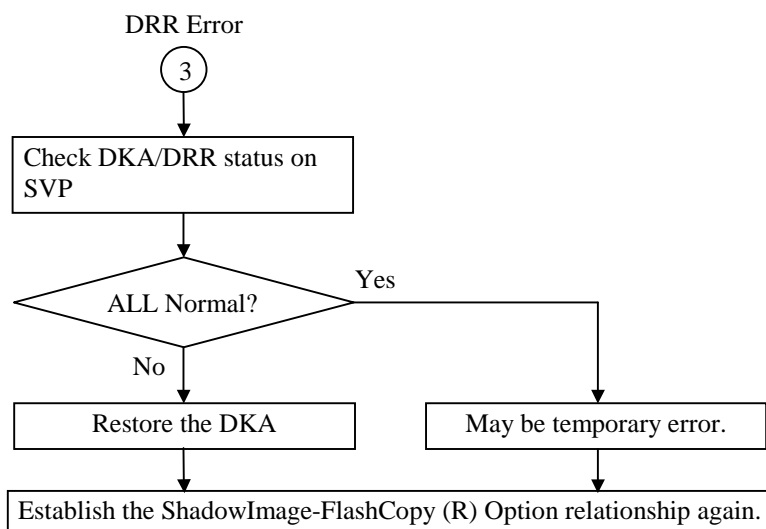 DRR Error
3
Check DKA/DRR status on
SVP
ALL Normal?
Yes
No
Restore the DKA
May be temporary error.
Establish the ShadowImage-FlashCopy (R) Option relationship again.